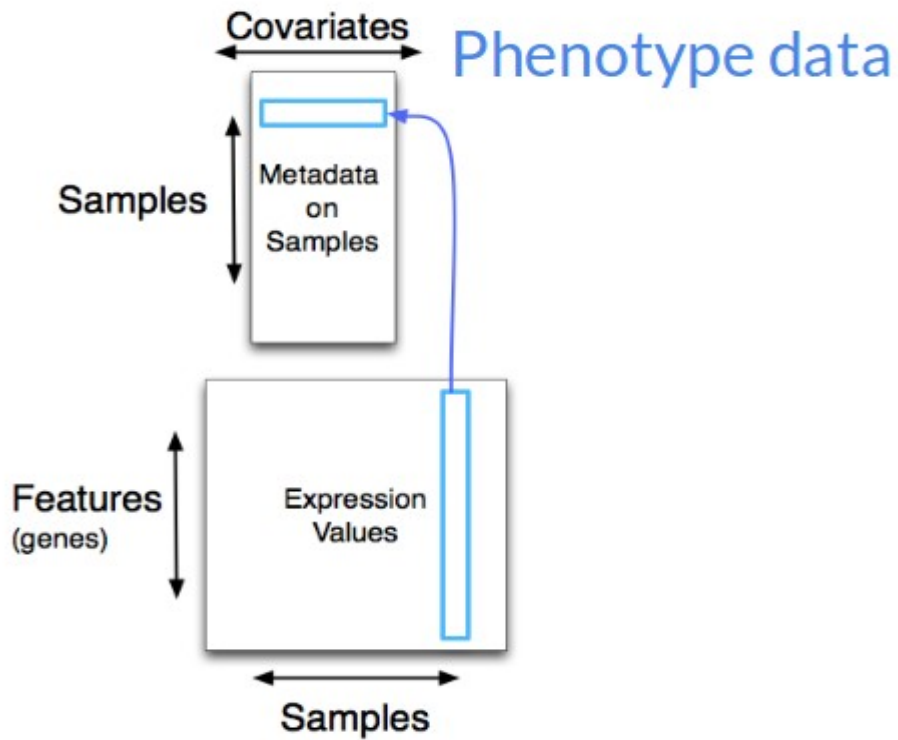 Covariates
Phenotype data
Samples
Metadata
on
Samples
Features
(genes)
Expression
Values
Samples